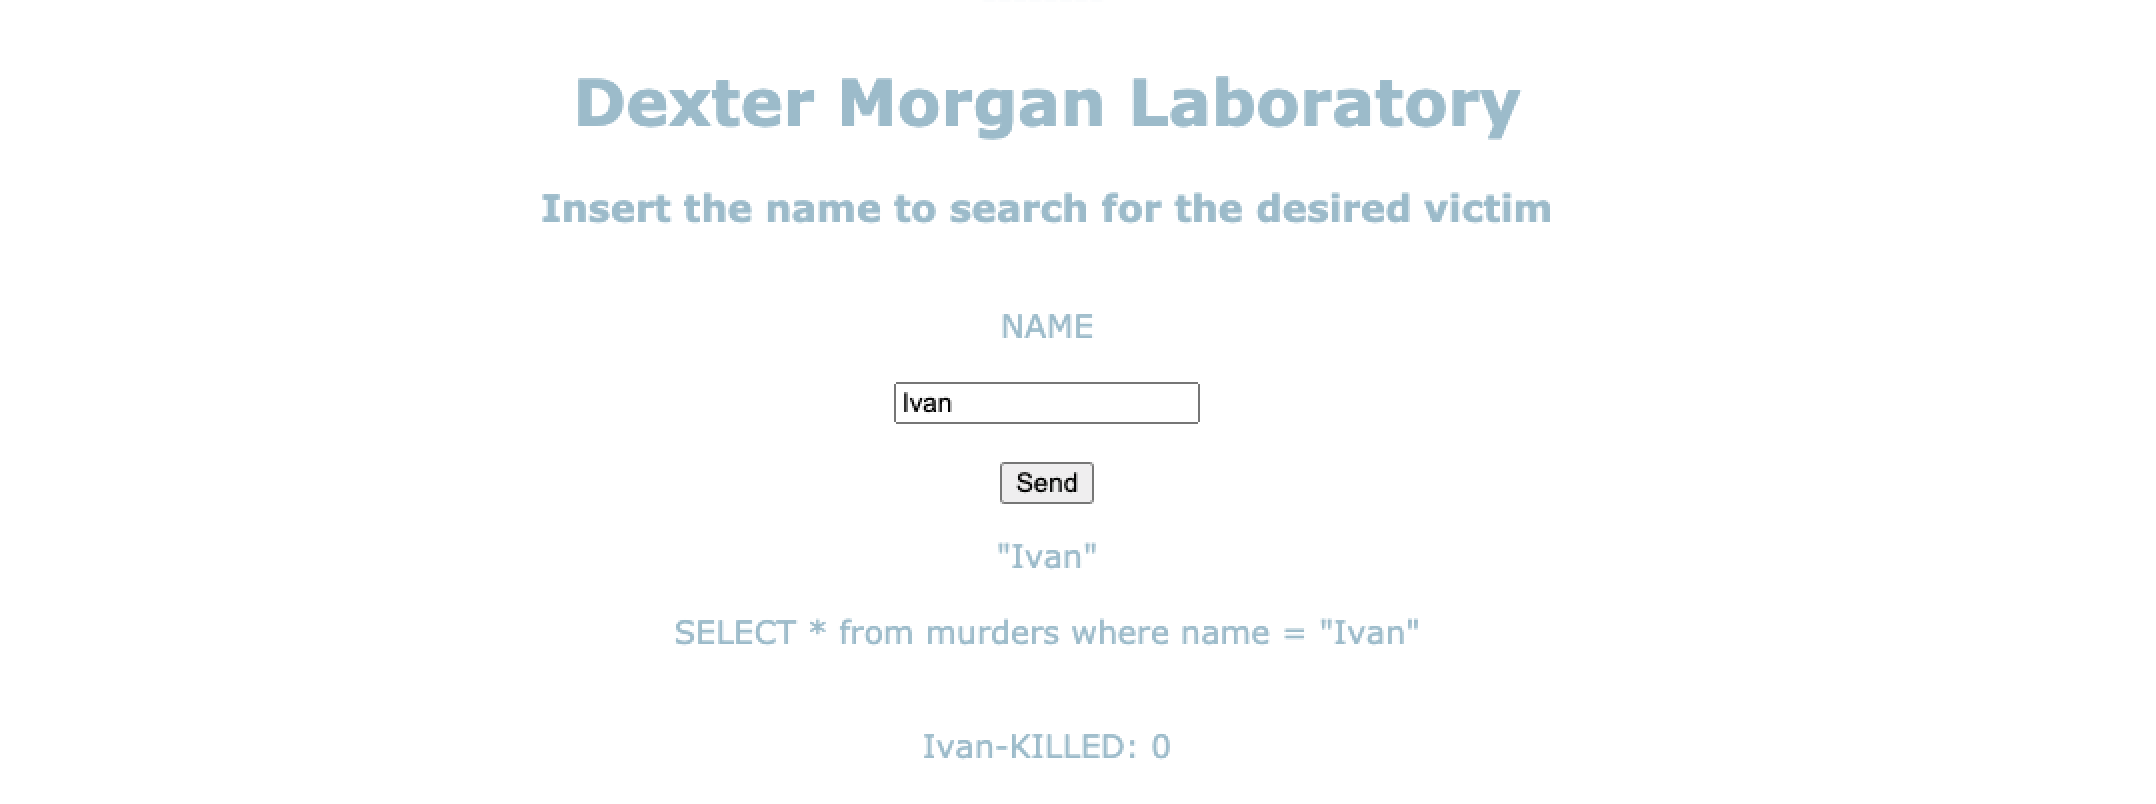 Dexter Morgan Laboratory
Insert the name to search for the desired victim
NAME
Ivan
Send
"Ivan"
SELECT * from murders where name = "Ivan"
Ivan-KILLED: 0